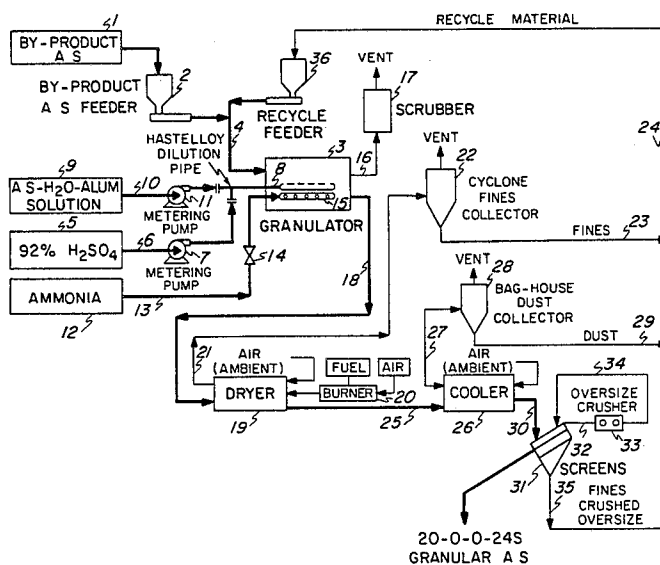 1
BY-PRODUCT
A S
2
BY-PRODUCT
A S FEEDER
RECYCLE MATERIAL
36
RECYCLE
FEEDER
4
HASTELLOY
DILUTION
PIPE
3
8
15
GRANULATOR
16
VENT
17
SCRUBBER
24
9
A S-H2O-ALUM
SOLUTION
10
11
METERING
PUMP
5
92% H2SO4
6
7
METERING
PUMP
AMMONIA
12
13
14
18
VENT
22
CYCLONE
FINES
COLLECTOR
FINES
23
VENT
28
BAG-HOUSE
DUST
COLLECTOR
DUST
29
27
21
AIR
(AMBIENT)
DRYER
19
FUEL
AIR
BURNER
20
25
AIR
(AMBIENT)
COOLER
26
30
34
OVERSIZE
CRUSHER
32
33
31
SCREENS
35
FINES
CRUSHED
OVERSIZE
20-0-0-24S
GRANULAR A S